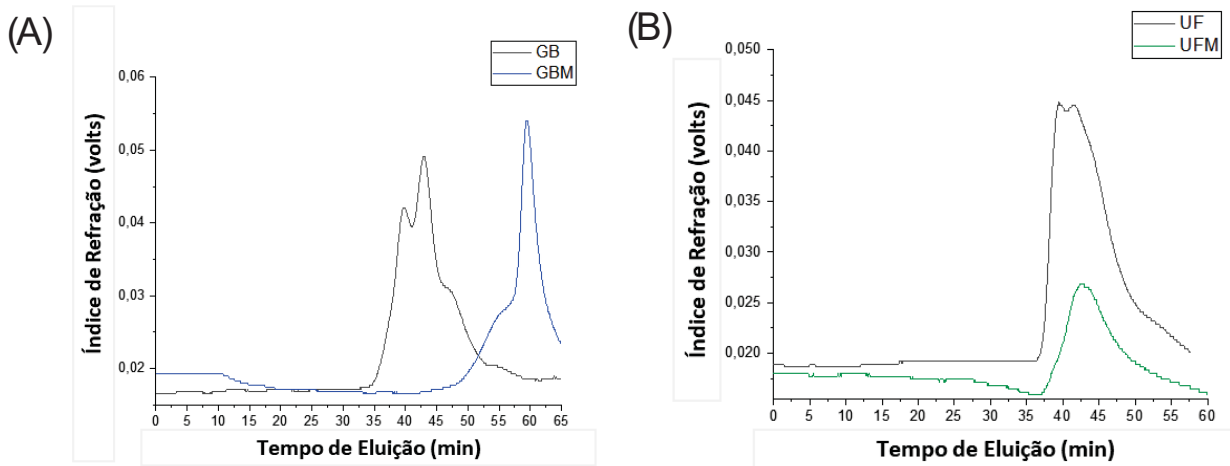 (A)
GB
GBM
Índice de Refração (volts)
0,06
0,05
0,04
0,03
0,02
0 5 10 15 20 25 30 35 40 45 50 55 60 65
Tempo de Eluição (min)
(B)
UF
UFM
Índice de Refração (volts)
0,050
0,045
0,040
0,035
0,030
0,025
0,020
0 5 10 15 20 25 30 35 40 45 50 55 60
Tempo de Eluição (min)